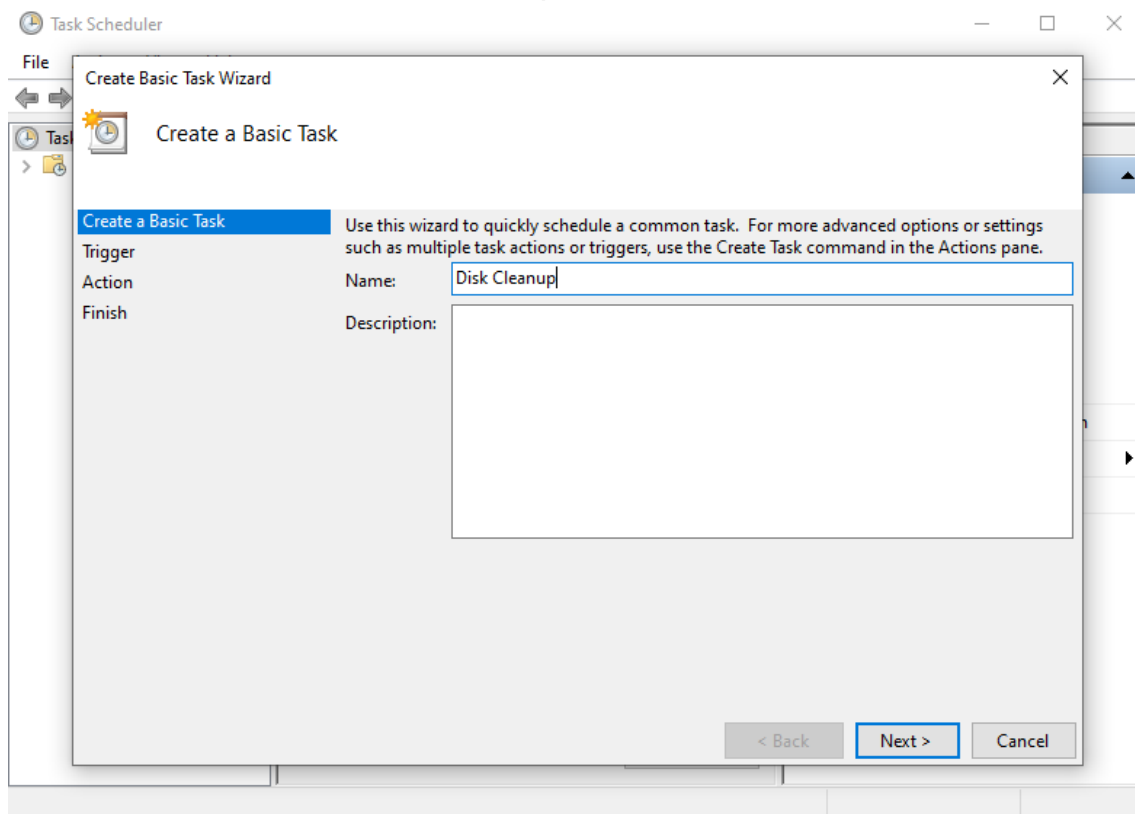 Task Scheduler
File
Create Basic Task Wizard
Create a Basic Task
Create a Basic Task
Trigger
Action
Finish
Use this wizard to quickly schedule a common task. For more advanced options or settings
such as multiple task actions or triggers, use the Create Task command in the Actions pane.
Name:
Disk Cleanup
Description:
< Back
Next >
Cancel